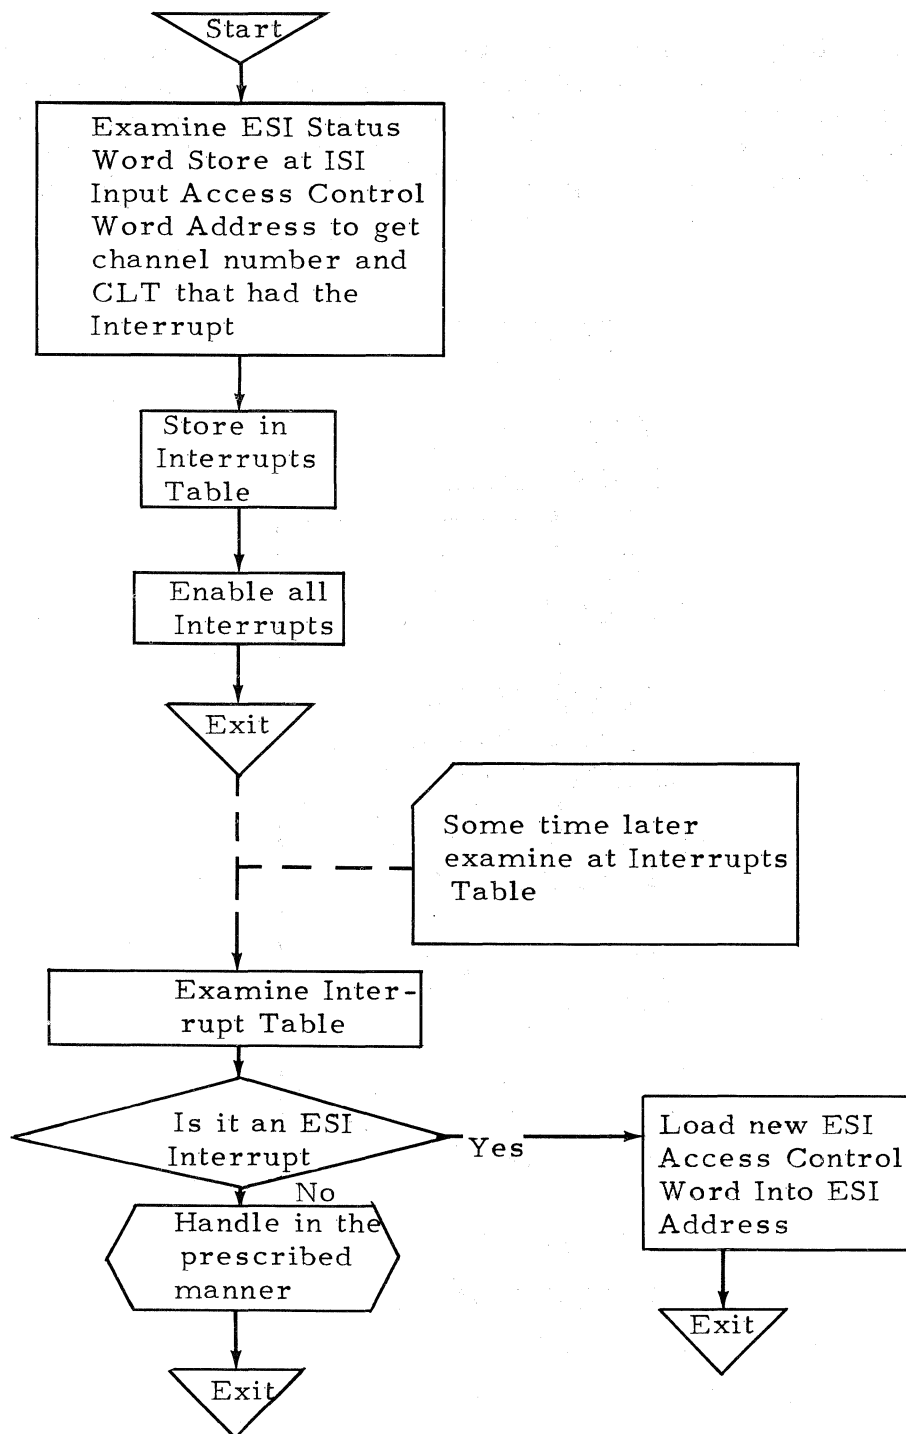 Start
Examine ESI Status
Word Store at ISI
Input Access Control
Word Address to get
channel number and
CLT that had the
Interrupt
Store in
Interrupts
Table
Enable all
Interrupts
Exit
Some time later
examine at Interrupts
Table
Examine Inter-
rupt Table
Is it an ESI
Interrupt
Yes
Load new ESI
Access Control
Word Into ESI
Address
Exit
No
Handle in the
prescribed
manner
Exit